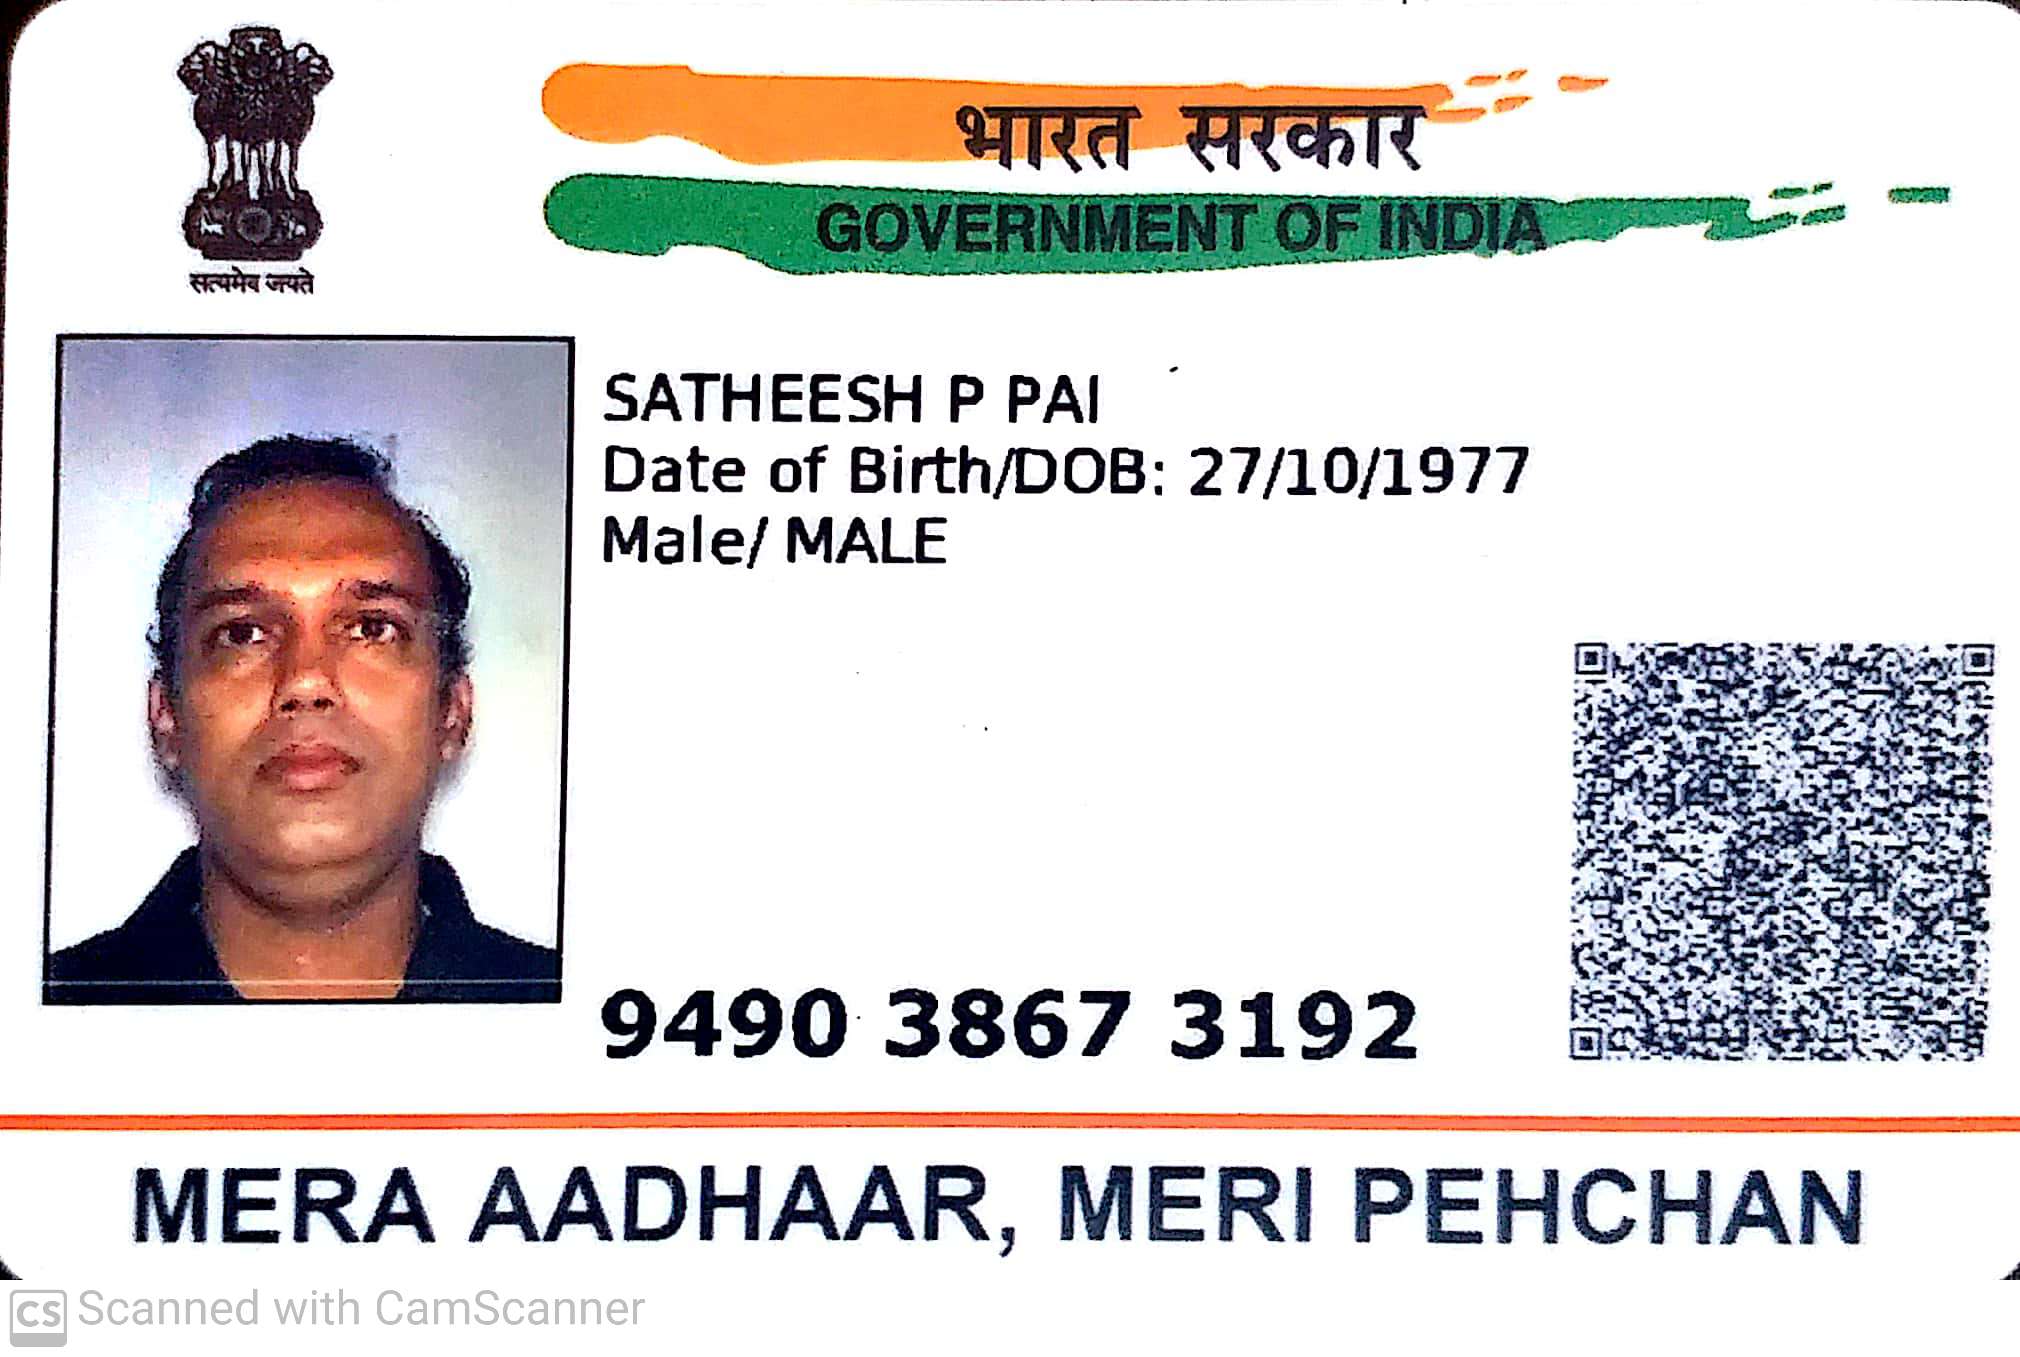 भारत सरकार
GOVERNMENT OF INDIA
सत्यमेव जयते
SATHEESH P PAI
Date of Birth/DOB: 27/10/1977
Male/ MALE
9490 3867 3192
MERA AADHAAR, MERI PEHCHAN
CS Scanned with CamScanner